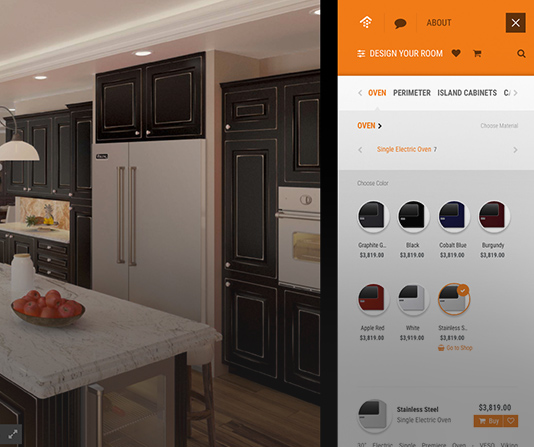 ABOUT
DESIGN YOUR ROOM
OVEN PERIMETER ISLAND CABINETS
OVEN
Choose Material
Single Electric Oven 7
Choose Color
Graphite G.. Black Cobalt Blue Burgundy
$3,819.00 $3,819.00 $3,819.00 $3,819.00
Apple Red White Stainless S..
$3,819.00 $3,919.00 $3,819.00
Go to Shop
Stainless Steel $3,819.00
Single Electric Oven Buy
30" Electric Single Premiere Oven - VESO Viking